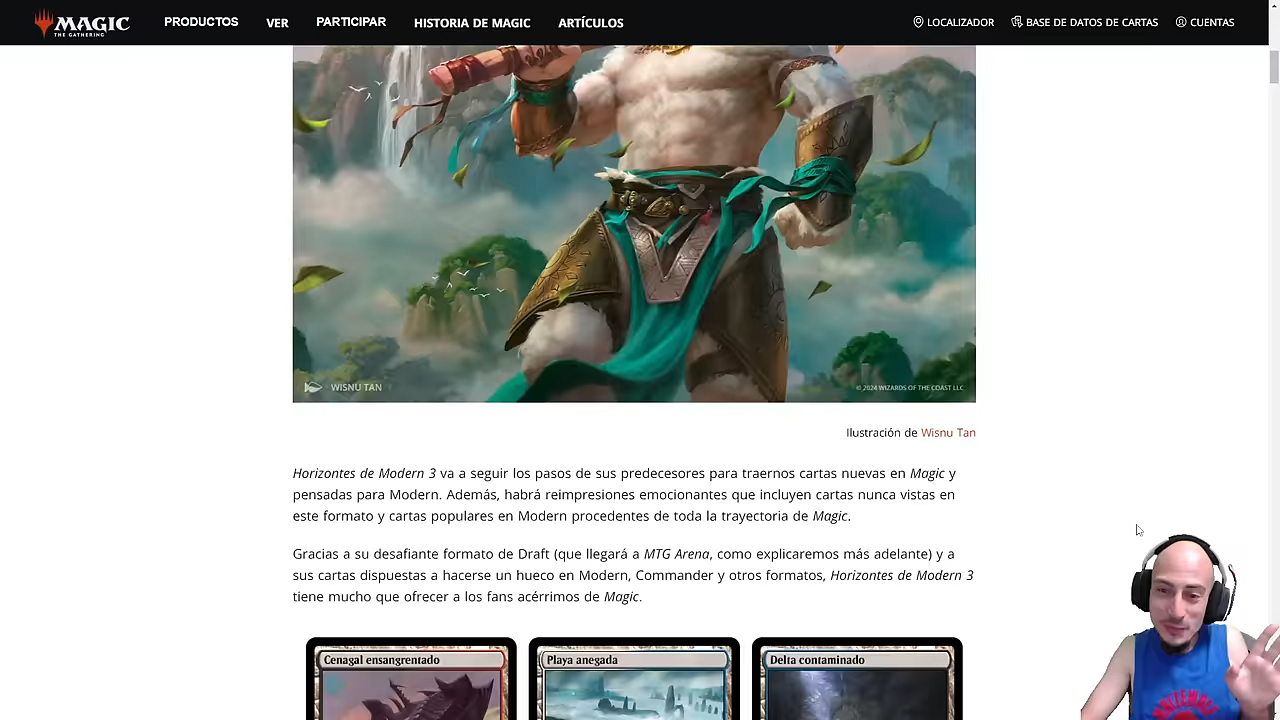 MAGIC
THE GATHERING
PRODUCTOS
VER
PARTICIPAR
HISTORIA DE MAGIC
ARTÍCULOS
LOCALIZADOR
BASE DE DATOS DE CARTAS
CUENTAS
WISNU TAN
© 2024 WIZARDS OF THE COAST LLC
Ilustración de Wisnu Tan
Horizontes de Modern 3 va a seguir los pasos de sus predecesores para traernos cartas nuevas en Magic y
pensadas para Modern. Además, habrá reimpresiones emocionantes que incluyen cartas nunca vistas en
este formato y cartas populares en Modern procedentes de toda la trayectoria de Magic.
Gracias a su desafiante formato de Draft (que llegará a MTG Arena, como explicaremos más adelante) y a
sus cartas dispuestas a hacerse un hueco en Modern, Commander y otros formatos, Horizontes de Modern 3
tiene mucho que ofrecer a los fans acérrimos de Magic.
Cenagal ensangrentado
Playa anegada
Delta contaminado